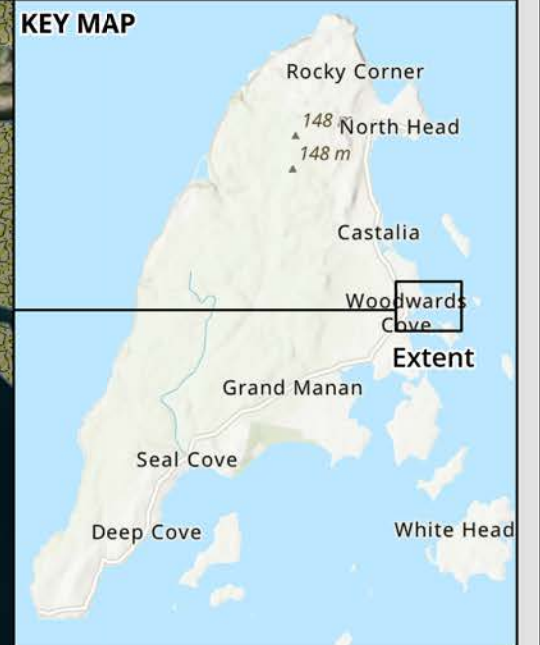 KEY MAP
Rocky Corner
148
North Head
148 m
Castalia
Woodwards
Cove
Extent
Grand Manan
Seal Cove
Deep Cove
White Head